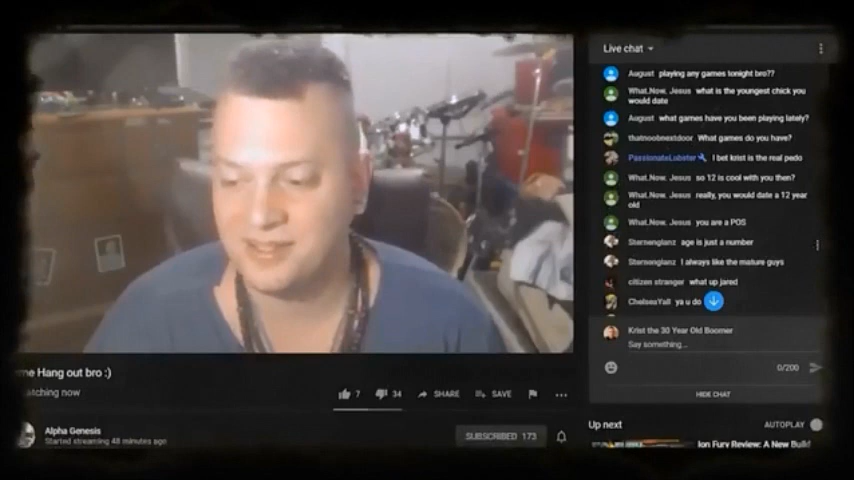 Live chat
August playing any games tonight bro??
What.Now. Jesus what is the youngest chick you
would date
August what games have you been playing lately?
thatnoobnextdoor What games do you have?
PassionateLobster I bet krist is the real pedo
What.Now. Jesus so 12 is cool with you then?
What.Now. Jesus really, you would date a 12 year
old
What.Now. Jesus you are a POS
Sternenglanz age is just a number
Sternenglanz I always like the mature guys
citizen stranger what up jared
ChelseaYall ya u do
Krist the 30 Year Old Boomer
Say something...
0/200
HIDE CHAT
me Hang out bro :)
atching now
7 34 SHARE SAVE
Alpha Genesis
Started streaming 48 minutes ago
SUBSCRIBED 173
Up next AUTOPLAY
Ion Fury Review: A New Build